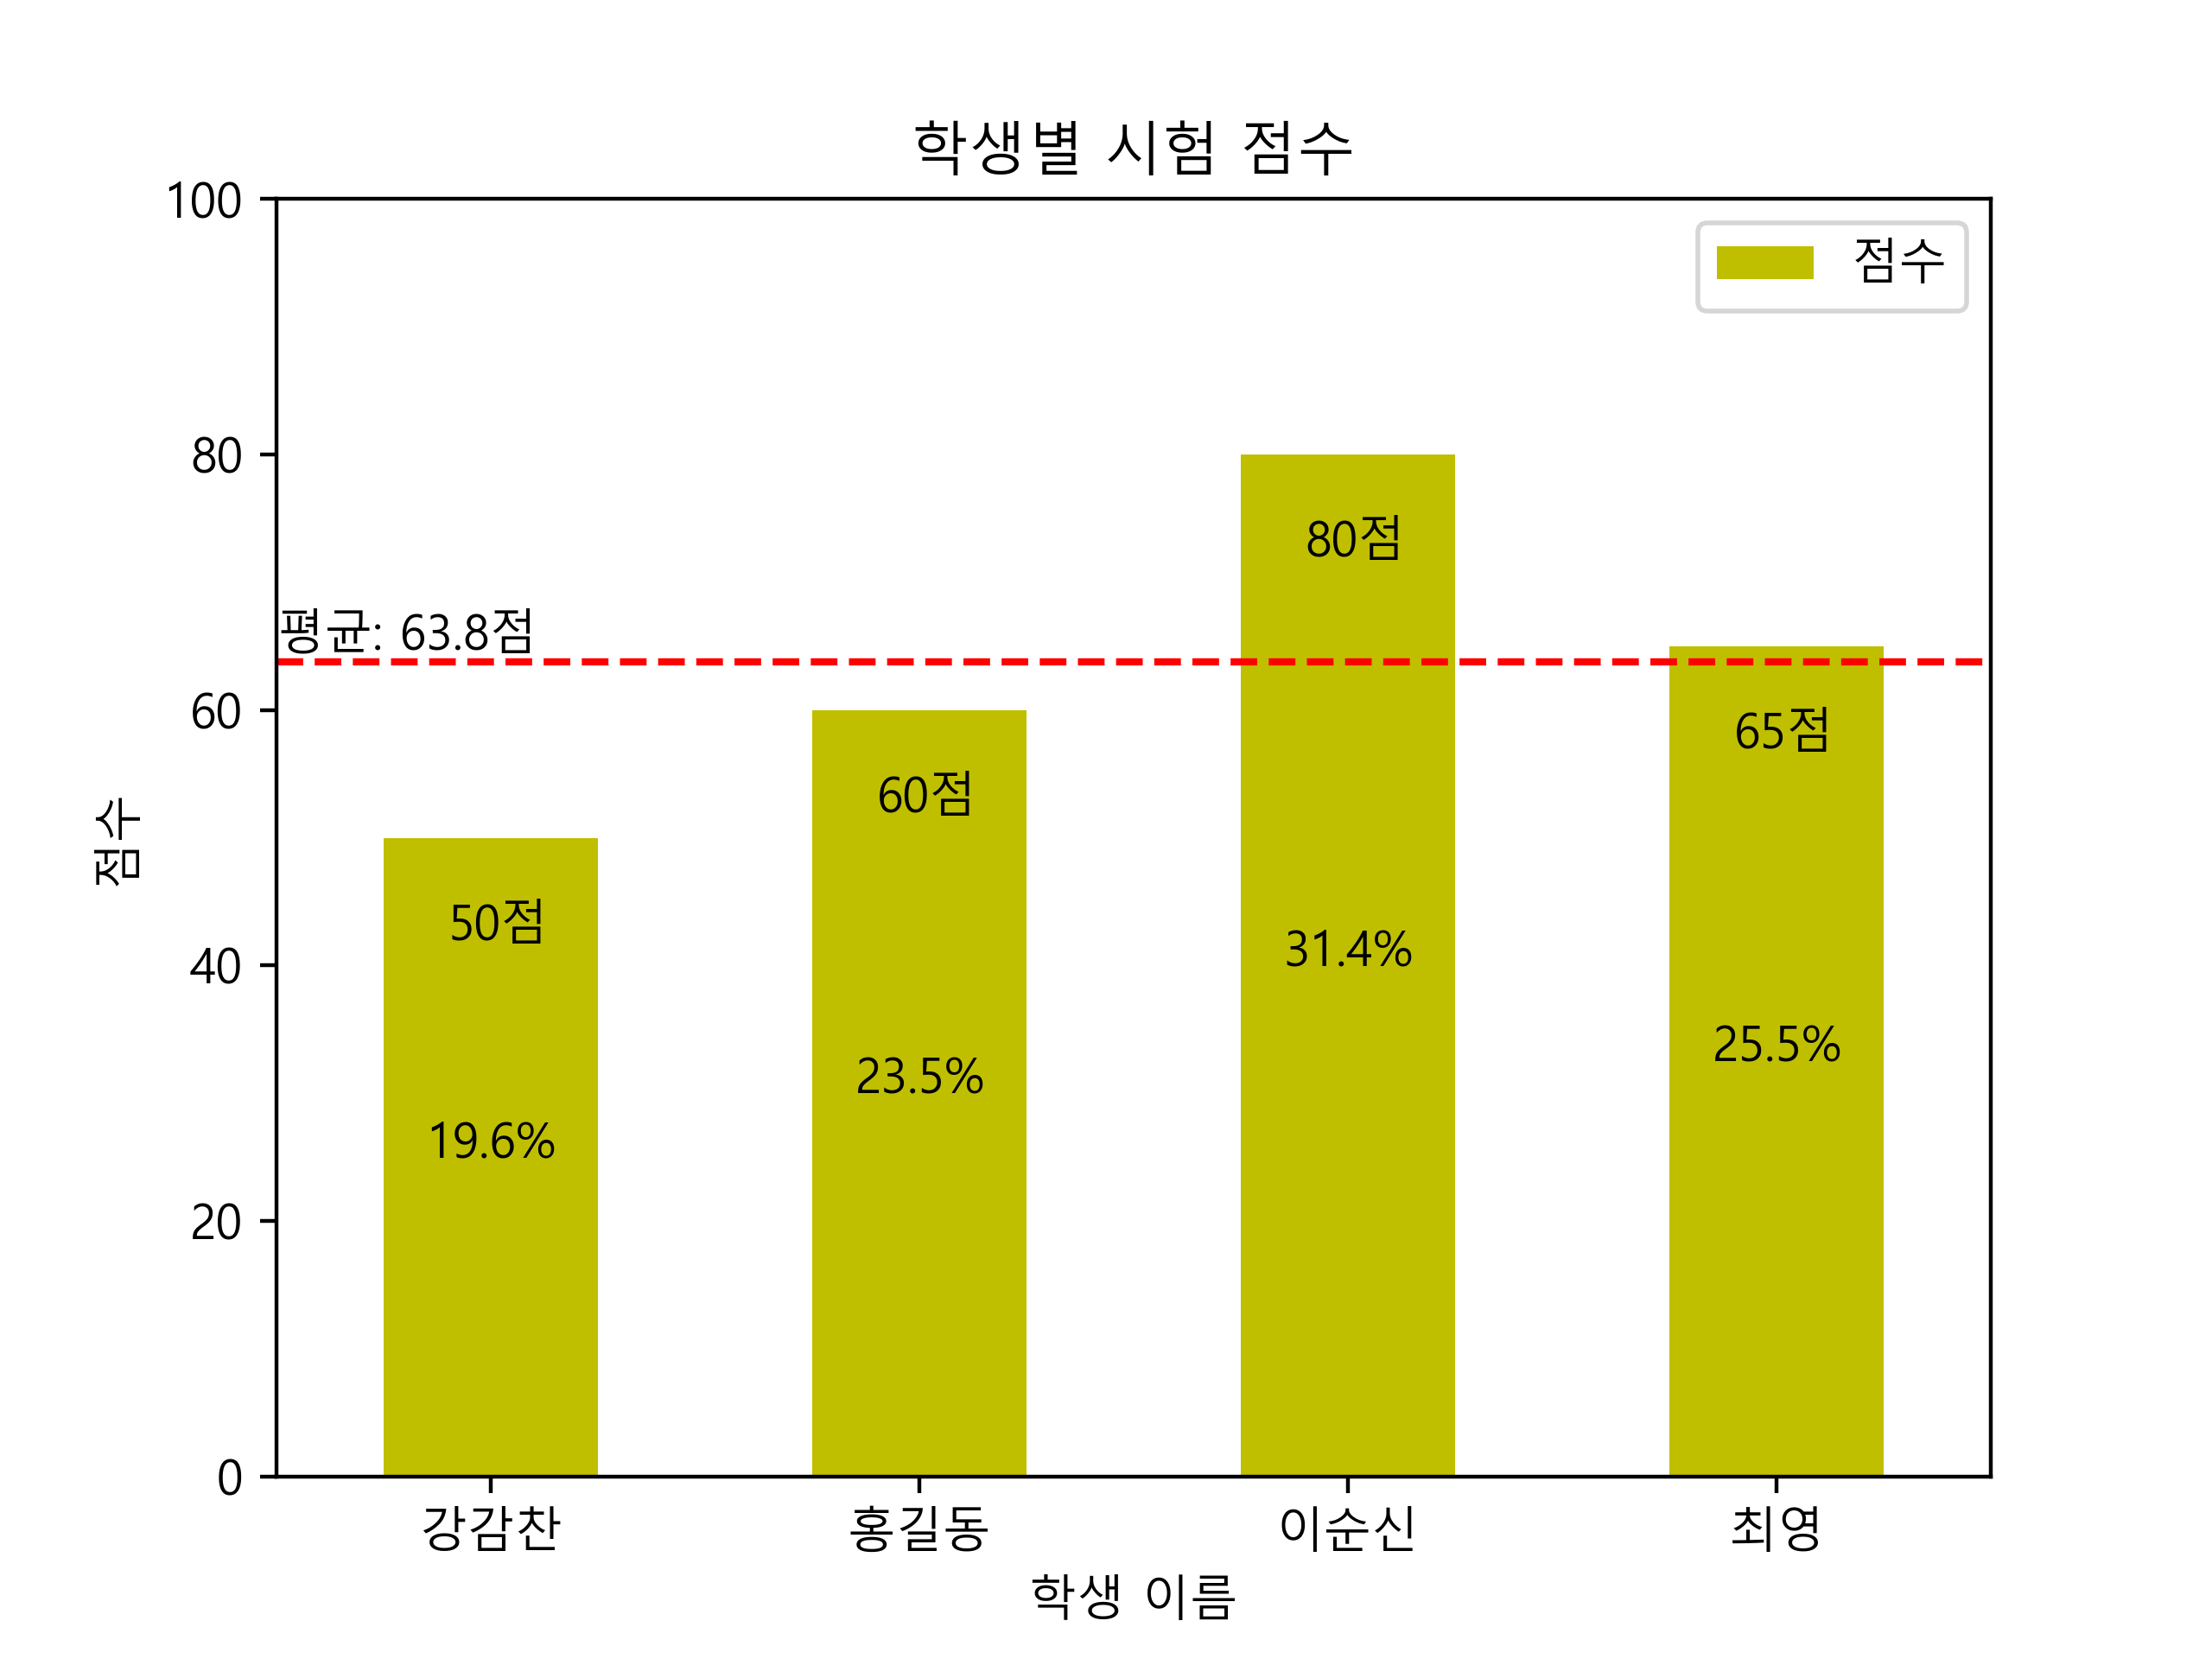 학생별 시험 점수
100
80
60
40
20
0
점수
점수
평균: 63.8점
50점
19.6%
60점
23.5%
80점
31.4%
65점
25.5%
강감찬
홍길동
이순신
최영
학생 이름